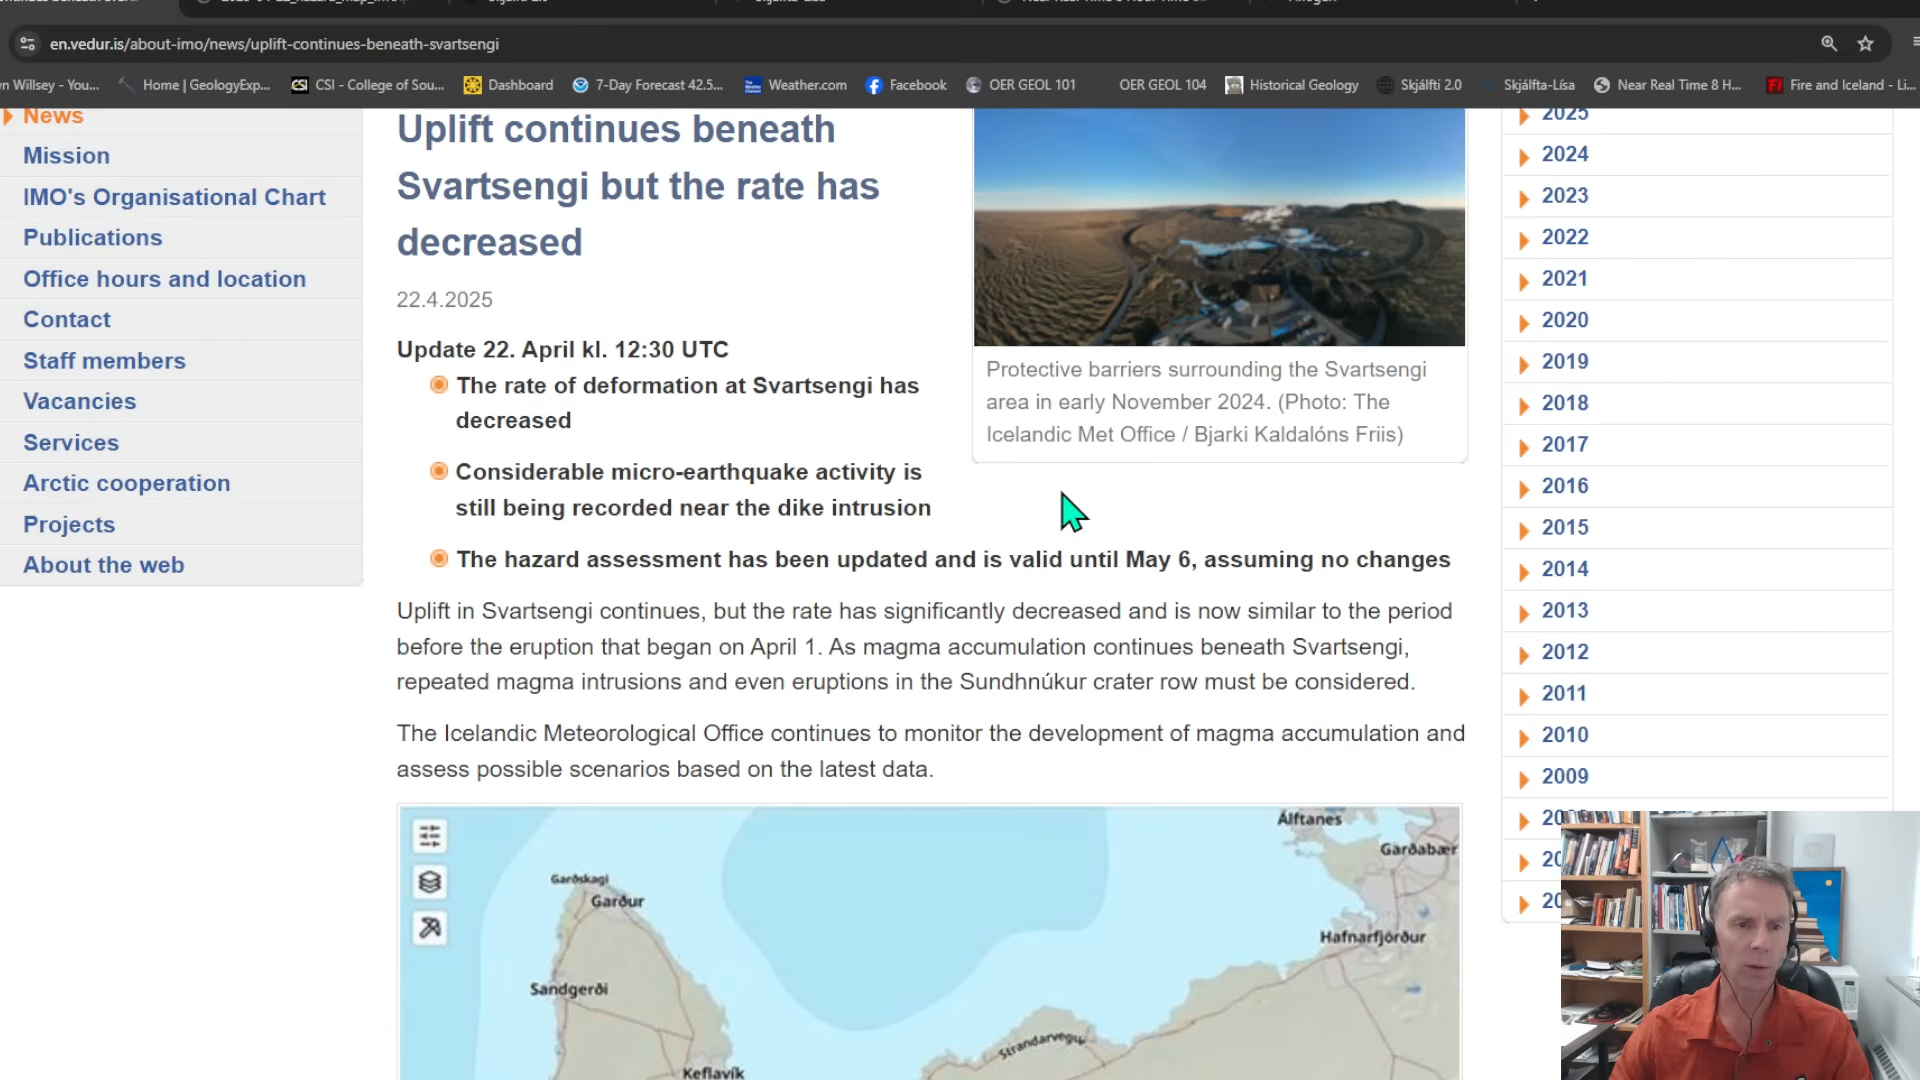 en.vedur.is/about-imo/news/uplift-continues-beneath-svartsengi
n Willsey - You...
Home | GeologyExp...
CSI - College of Sou...
Dashboard
7-Day Forecast 42.5...
Weather.com
Facebook
OER GEOL 101
OER GEOL 104
Historical Geology
Skjálfti 2.0
Skjálfta-Lísa
Near Real Time 8 H...
Fire and Iceland - Li...
News
Mission
IMO's Organisational Chart
Publications
Office hours and location
Contact
Staff members
Vacancies
Services
Arctic cooperation
Projects
About the web
Uplift continues beneath
Svartsengi but the rate has
decreased
22.4.2025
Update 22. April kl. 12:30 UTC
The rate of deformation at Svartsengi has
decreased
Considerable micro-earthquake activity is
still being recorded near the dike intrusion
The hazard assessment has been updated and is valid until May 6, assuming no changes
Uplift in Svartsengi continues, but the rate has significantly decreased and is now similar to the period
before the eruption that began on April 1. As magma accumulation continues beneath Svartsengi,
repeated magma intrusions and even eruptions in the Sundhnúkur crater row must be considered.
The Icelandic Meteorological Office continues to monitor the development of magma accumulation and
assess possible scenarios based on the latest data.
Protective barriers surrounding the Svartsengi
area in early November 2024. (Photo: The
Icelandic Met Office / Bjarki Kaldalóns Friis)
Álftanes
Garðabær
Garðskagi
Garður
Hafnarfjörður
Sandgerði
Strandarvegur
Keflavík
2025
2024
2023
2022
2021
2020
2019
2018
2017
2016
2015
2014
2013
2012
2011
2010
2009